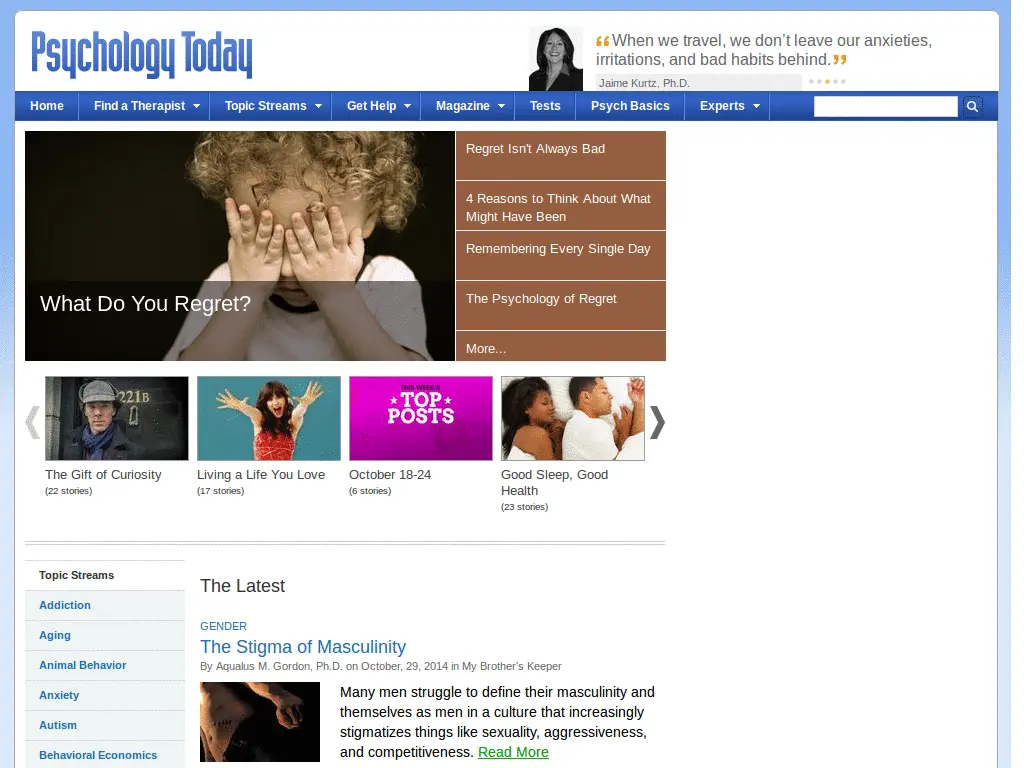 Psychology Today
“When we travel, we don’t leave our anxieties,
irritations, and bad habits behind.”
Jaime Kurtz, Ph.D.
Home
Find a Therapist
Topic Streams
Get Help
Magazine
Tests
Psych Basics
Experts
What Do You Regret?
Regret Isn't Always Bad
4 Reasons to Think About What
Might Have Been
Remembering Every Single Day
The Psychology of Regret
More...
221B
The Gift of Curiosity
(22 stories)
Living a Life You Love
(17 stories)
THIS WEEK'S
TOP
POSTS
October 18-24
(6 stories)
Good Sleep, Good
Health
(23 stories)
Topic Streams
Addiction
Aging
Animal Behavior
Anxiety
Autism
Behavioral Economics
The Latest
GENDER
The Stigma of Masculinity
By Aqualus M. Gordon, Ph.D. on October, 29, 2014 in My Brother's Keeper
Many men struggle to define their masculinity and
themselves as men in a culture that increasingly
stigmatizes things like sexuality, aggressiveness,
and competitiveness. Read More